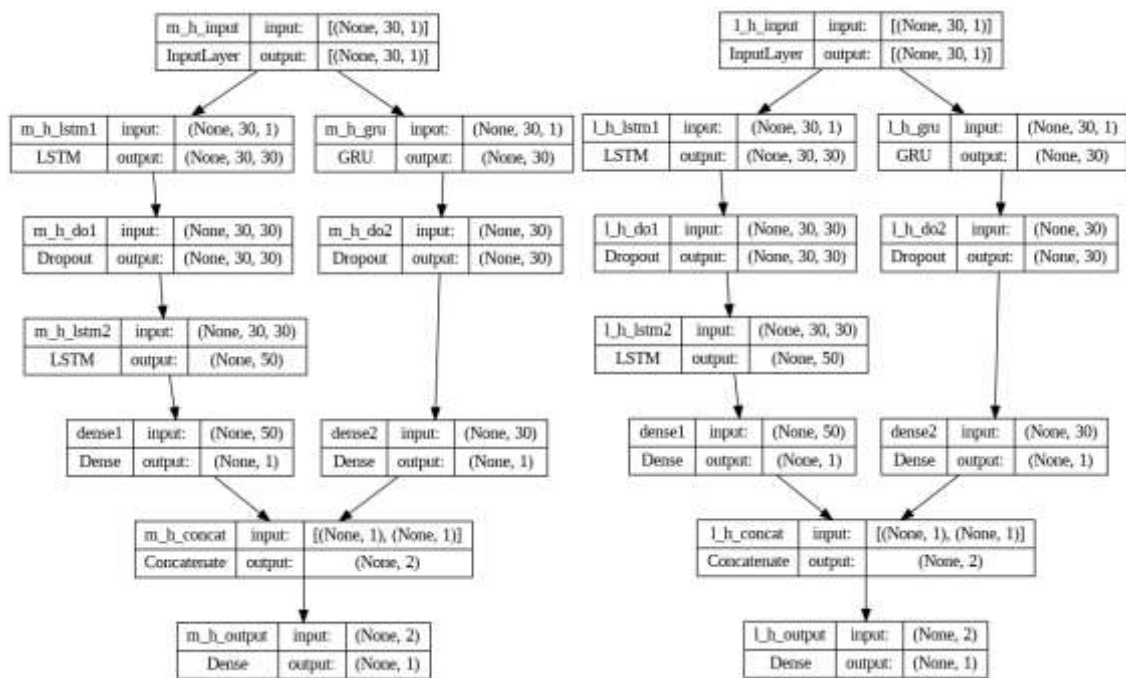 m_h_input input: [(None, 30, 1)]
InputLayer output: [(None, 30, 1)]
m_h_lstm1 input: (None, 30, 1)
LSTM output: (None, 30, 30)
m_h_gru input: (None, 30, 1)
GRU output: (None, 30)
m_h_do1 input: (None, 30, 30)
Dropout output: (None, 30, 30)
m_h_do2 input: (None, 30)
Dropout output: (None, 30)
m_h_lstm2 input: (None, 30, 30)
LSTM output: (None, 50)
dense1 input: (None, 50)
Dense output: (None, 1)
dense2 input: (None, 30)
Dense output: (None, 1)
m_h_concat input: [(None, 1), (None, 1)]
Concatenate output: (None, 2)
m_h_output input: (None, 2)
Dense output: (None, 1)
l_h_input input: [(None, 30, 1)]
InputLayer output: [(None, 30, 1)]
l_h_lstm1 input: (None, 30, 1)
LSTM output: (None, 30, 30)
l_h_gru input: (None, 30, 1)
GRU output: (None, 30)
l_h_do1 input: (None, 30, 30)
Dropout output: (None, 30, 30)
l_h_do2 input: (None, 30)
Dropout output: (None, 30)
l_h_lstm2 input: (None, 30, 30)
LSTM output: (None, 50)
dense1 input: (None, 50)
Dense output: (None, 1)
dense2 input: (None, 30)
Dense output: (None, 1)
l_h_concat input: [(None, 1), (None, 1)]
Concatenate output: (None, 2)
l_h_output input: (None, 2)
Dense output: (None, 1)